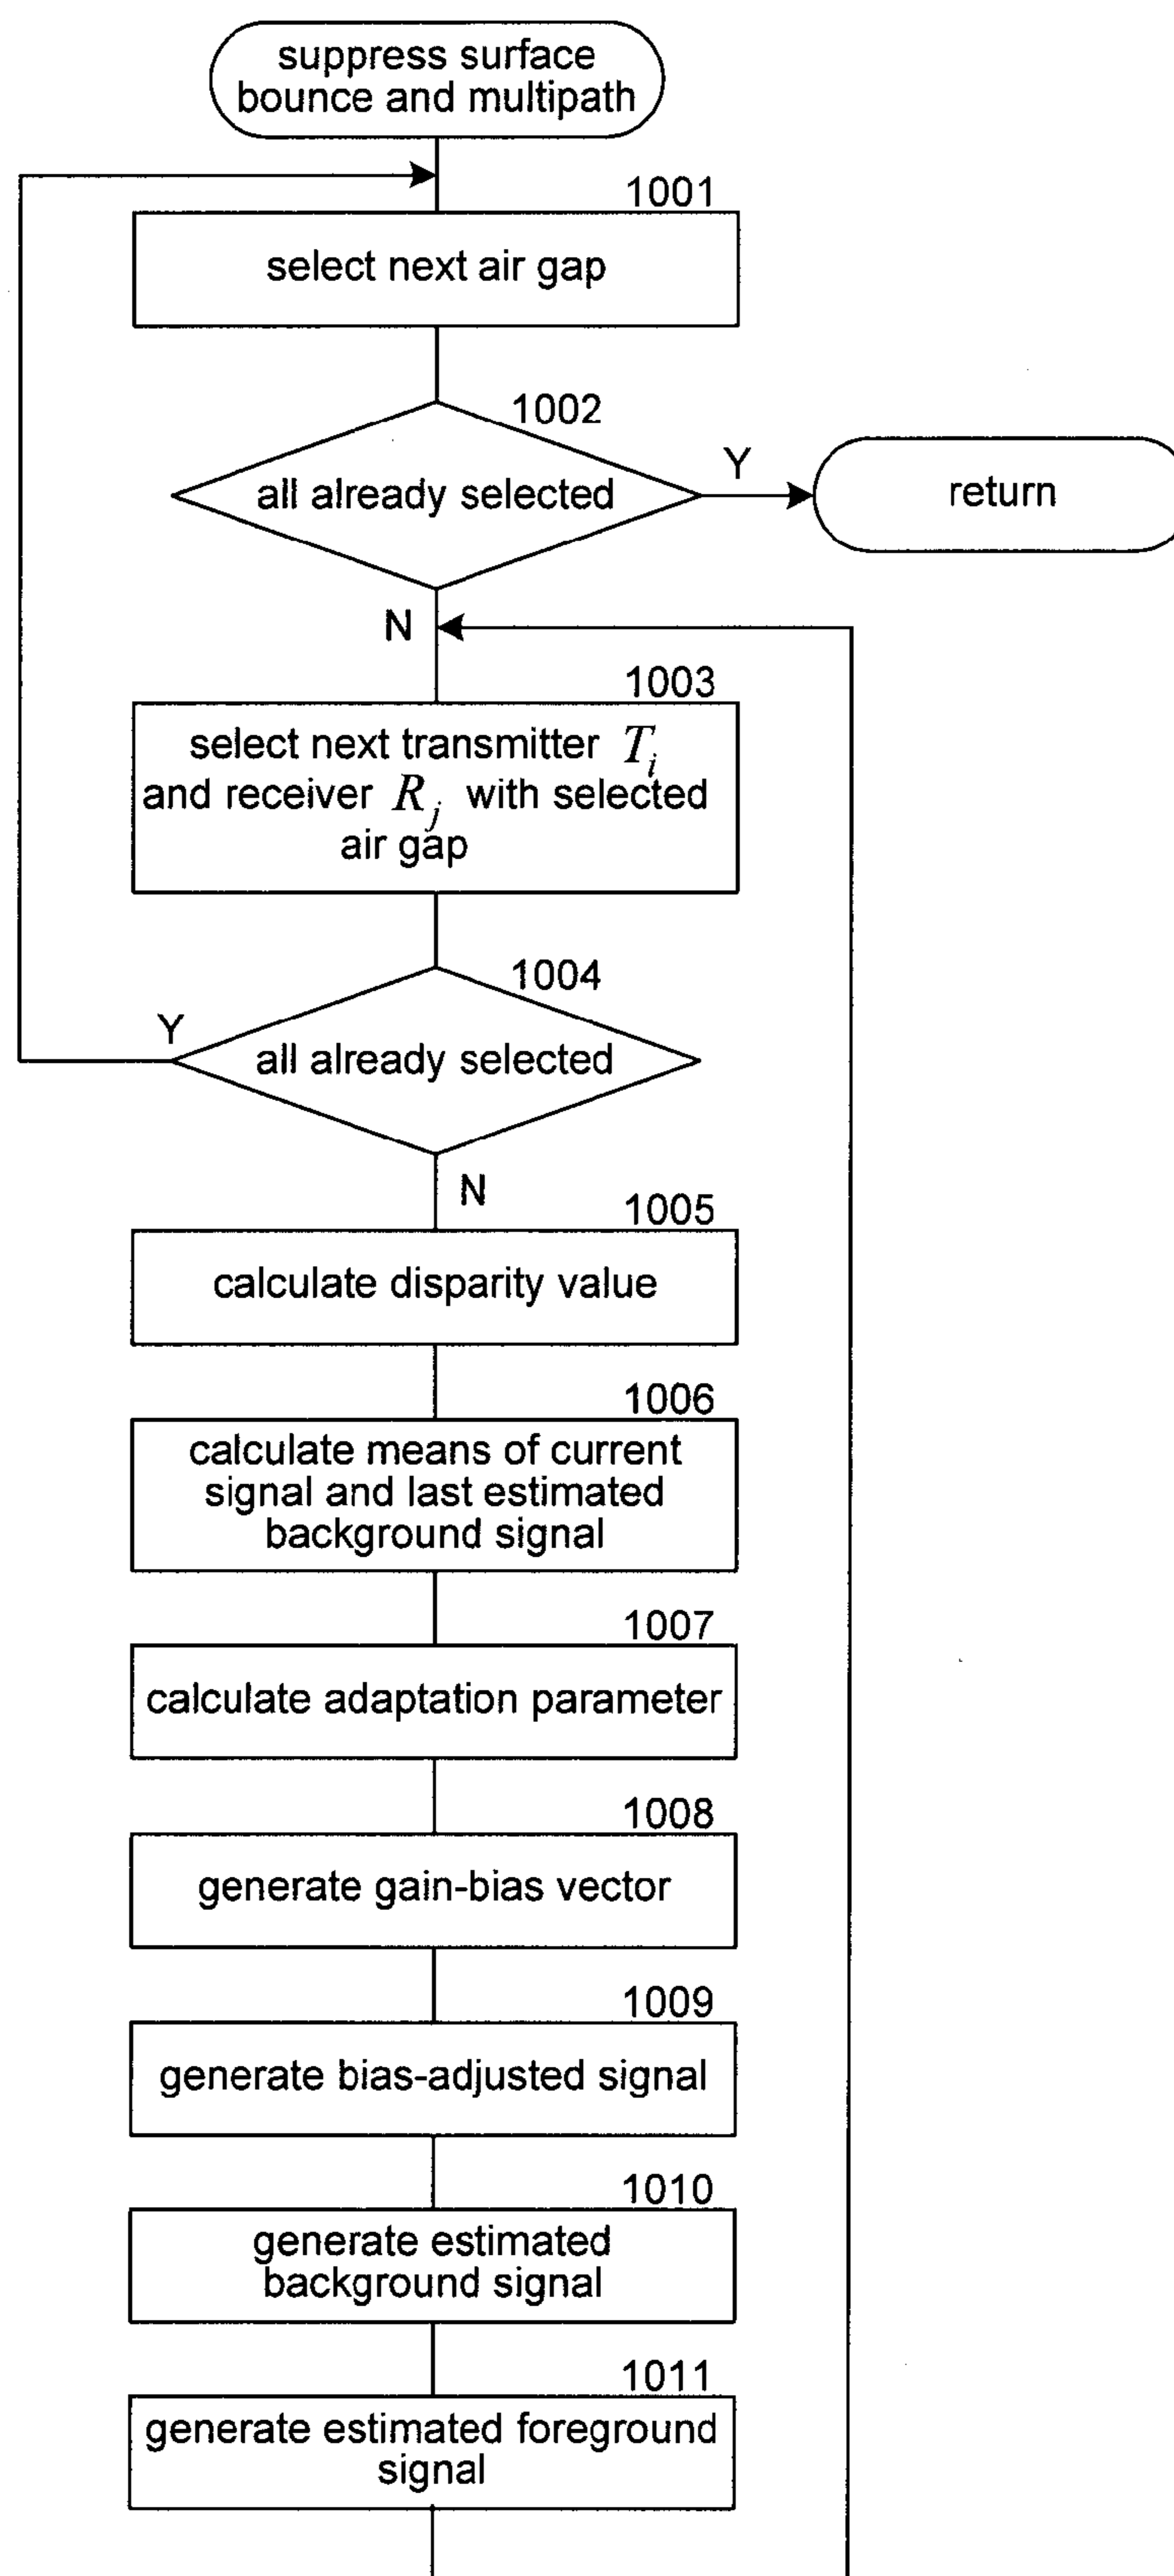 suppress surface
bounce and multipath
1001
select next air gap
1002
all already selected
Y
return
N
1003
select next transmitter T_i
and receiver R_j with selected
air gap
1004
Y
all already selected
N
1005
calculate disparity value
1006
calculate means of current
signal and last estimated
background signal
1007
calculate adaptation parameter
1008
generate gain-bias vector
1009
generate bias-adjusted signal
1010
generate estimated
background signal
1011
generate estimated foreground
signal